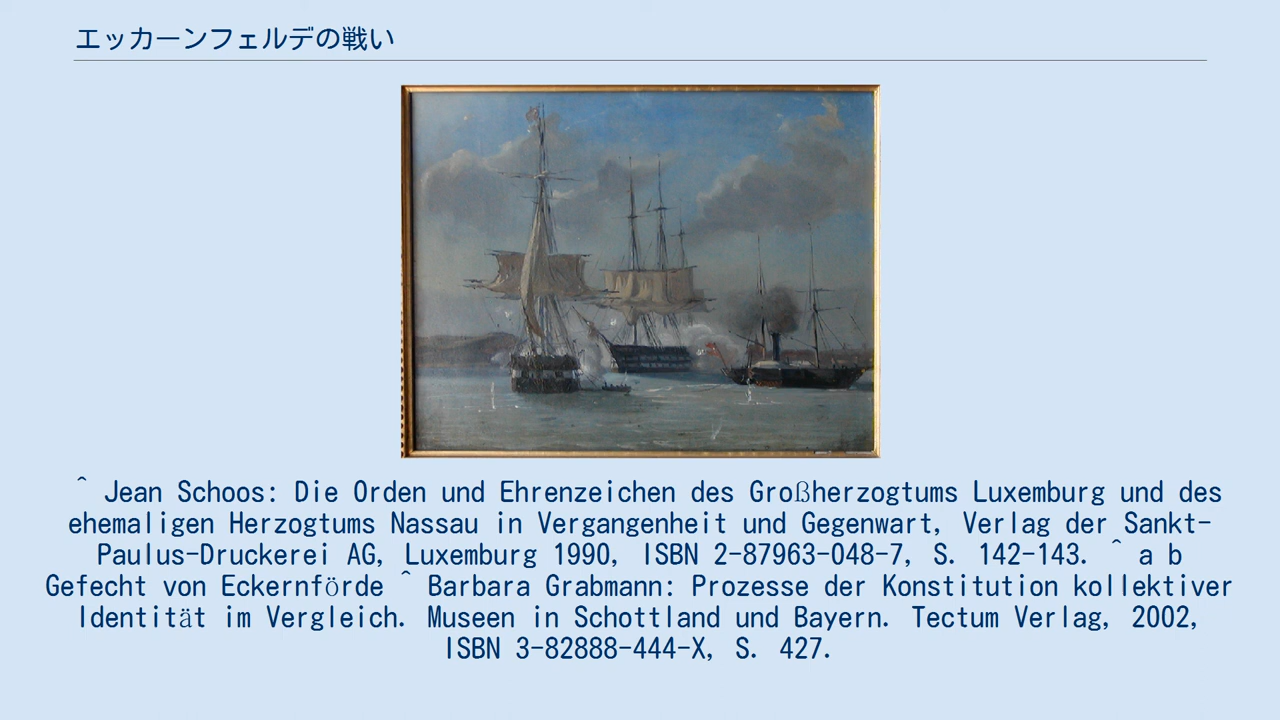 エッカーンフェルデの戦い
^ Jean Schoos: Die Orden und Ehrenzeichen des Großherzogtums Luxemburg und des
ehemaligen Herzogtums Nassau in Vergangenheit und Gegenwart, Verlag der Sankt-
Paulus-Druckerei AG, Luxemburg 1990, ISBN 2-87963-048-7, S. 142-143. ^ a b
Gefecht von Eckernförde ^ Barbara Grabmann: Prozesse der Konstitution kollektiver
Identität im Vergleich. Museen in Schottland und Bayern. Tectum Verlag, 2002,
ISBN 3-82888-444-X, S. 427.